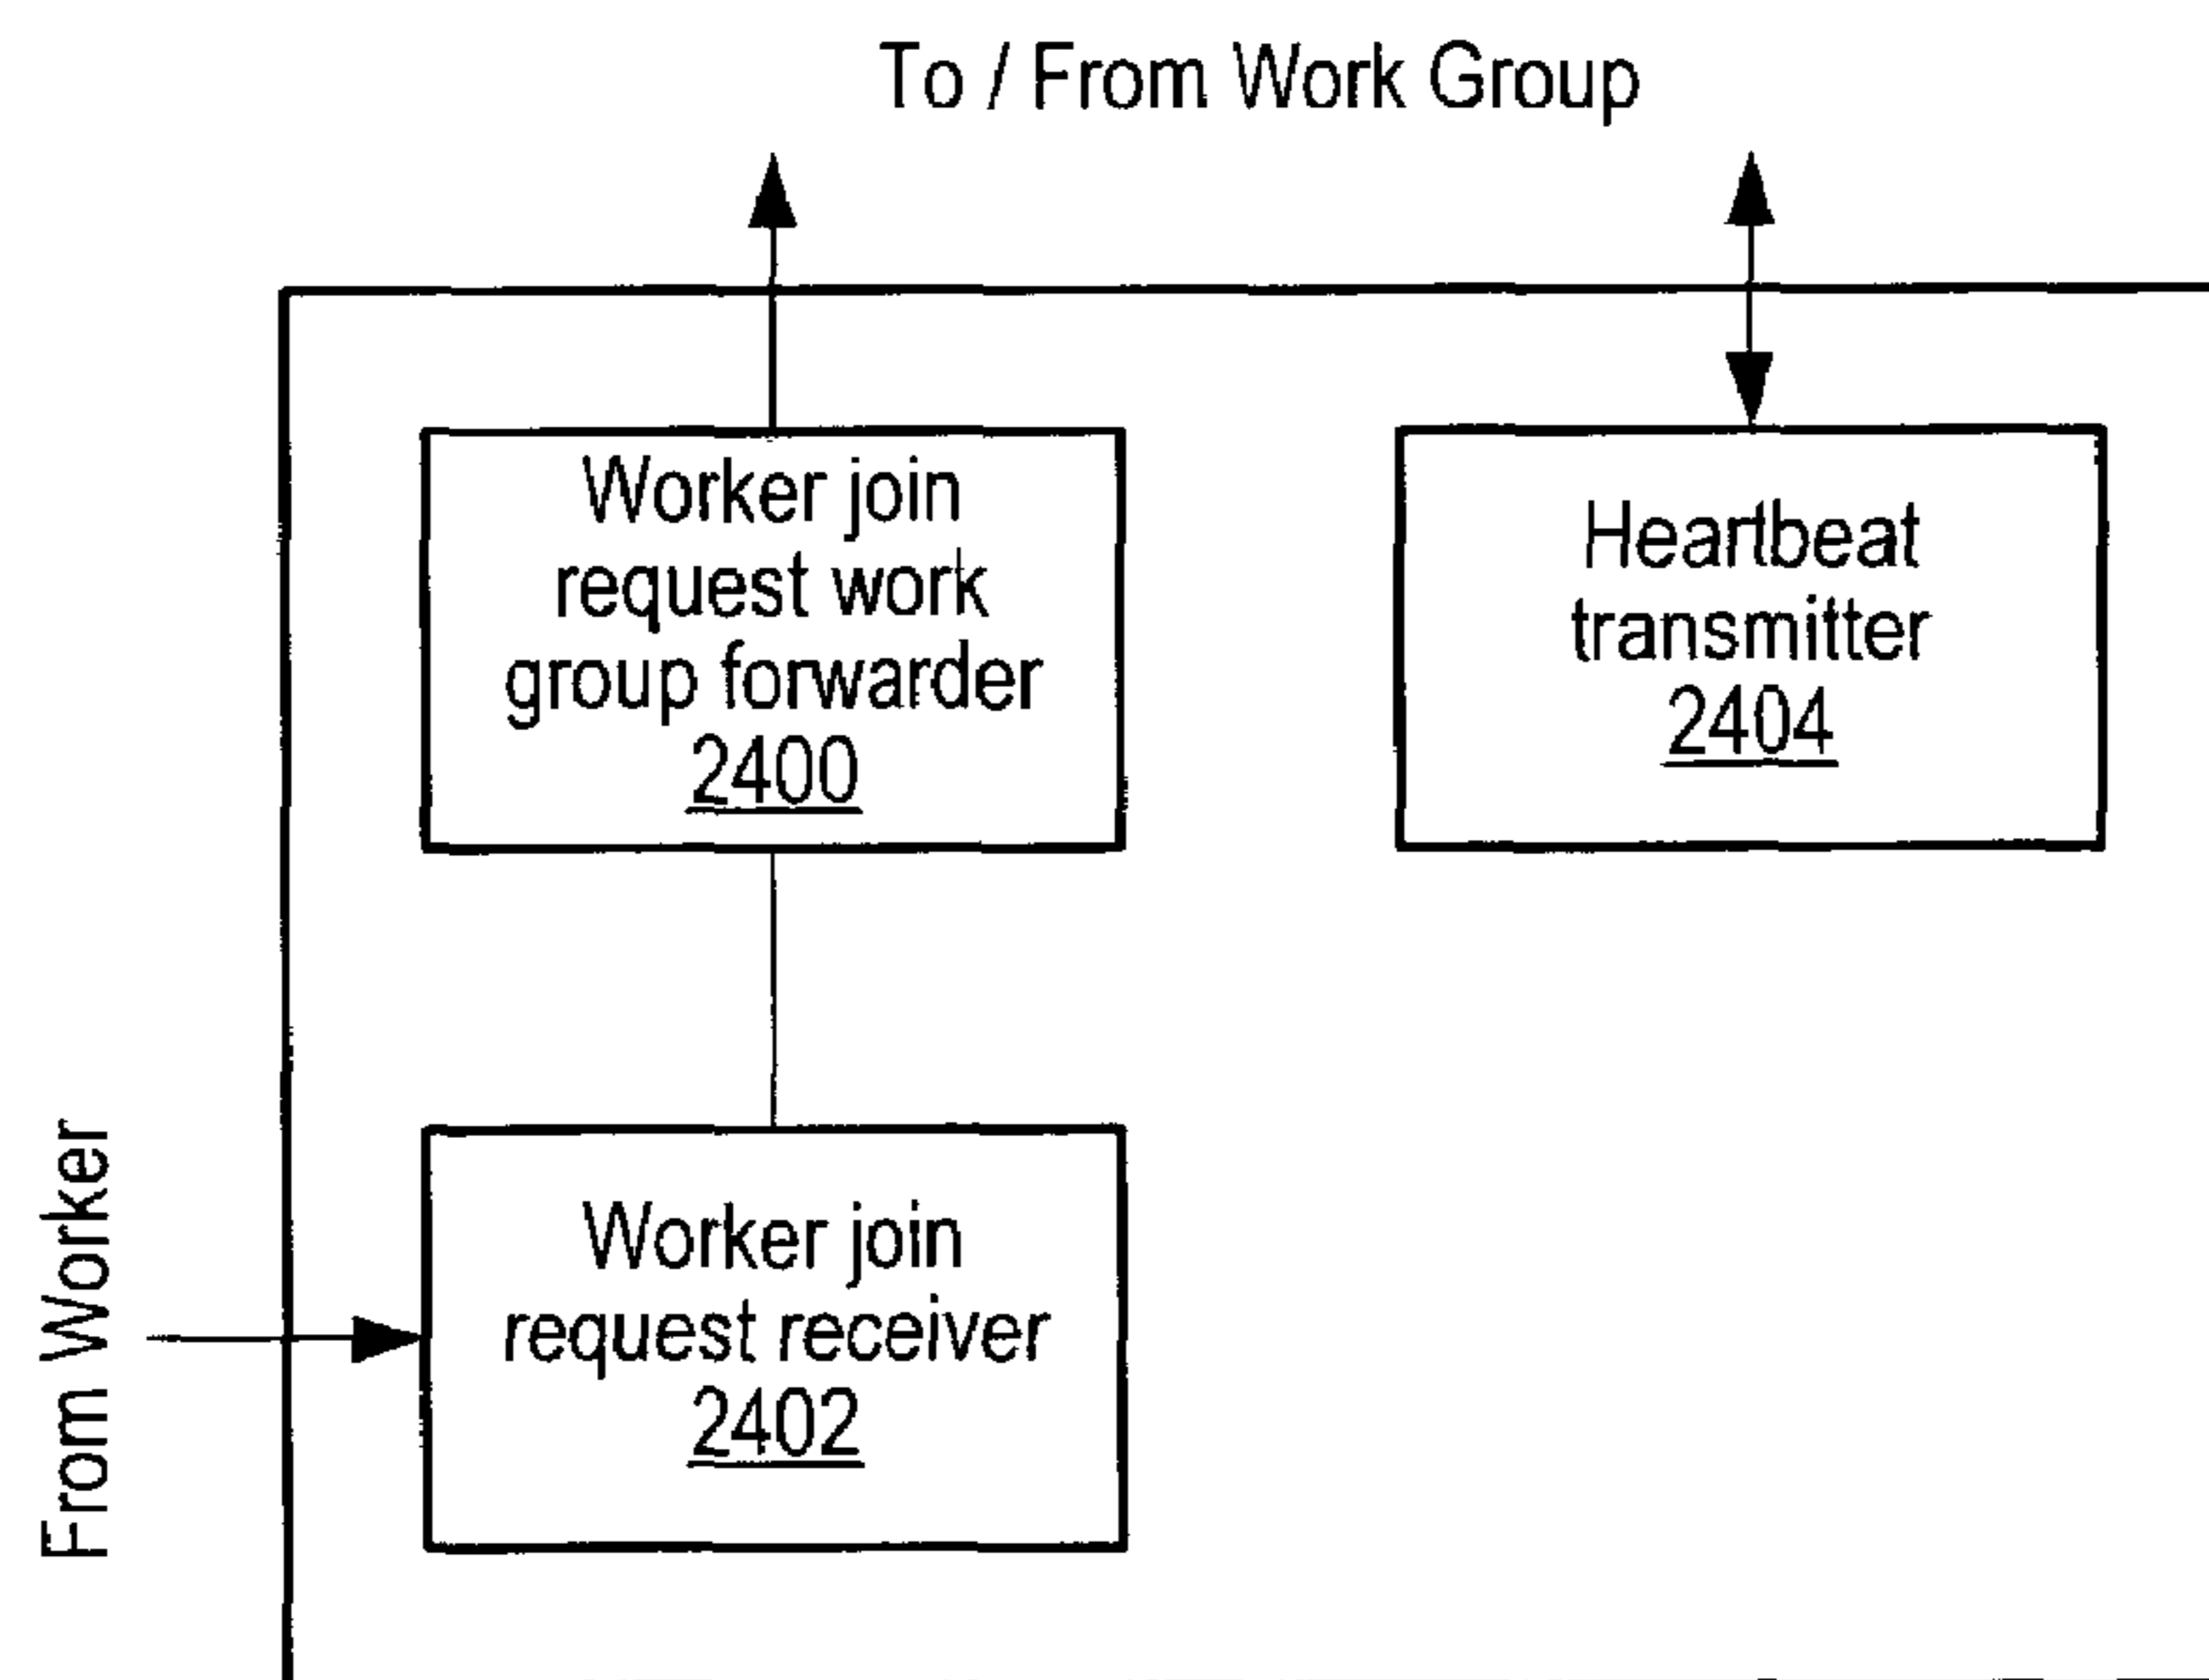 To / From Work Group
Worker join
request work
group forwarder
2400
Heartbeat
transmitter
2404
From Worker
Worker join
request receiver
2402